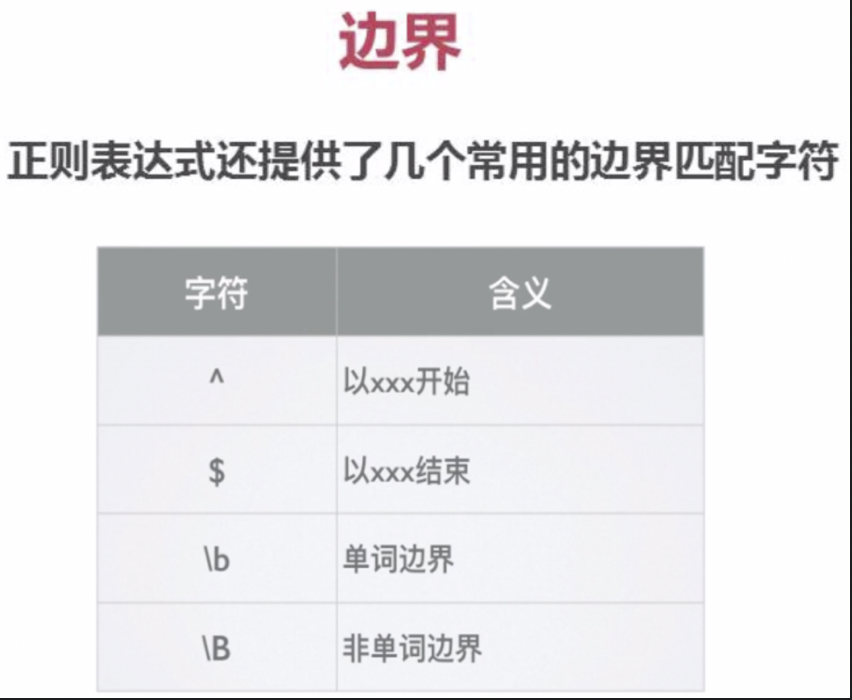 边界
正则表达式还提供了几个常用的边界匹配字符
字符 含义
^ 以xxx开始
$ 以xxx结束
\b 单词边界
\B 非单词边界